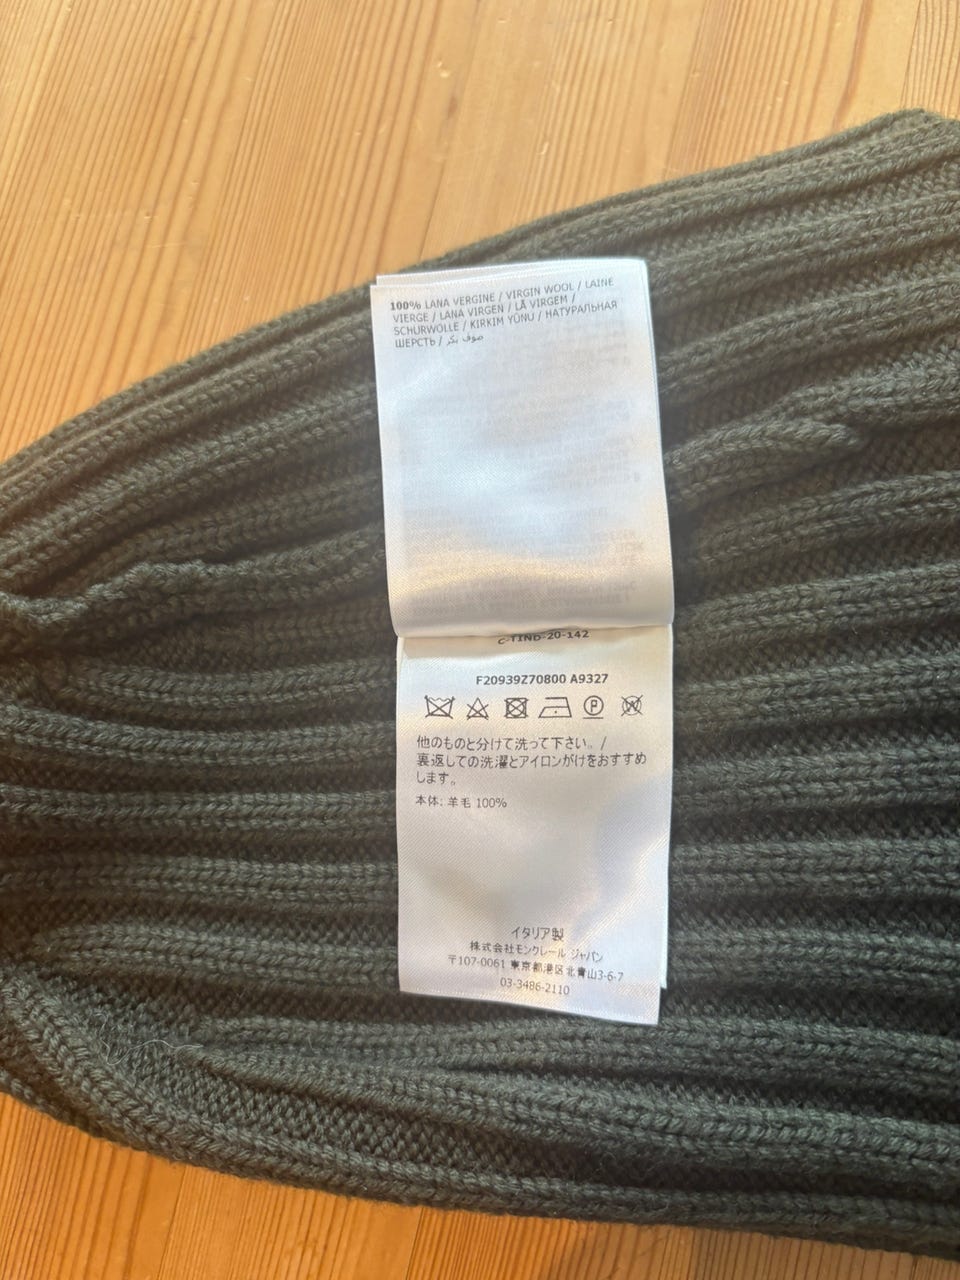 100% LANA VERGINE / VIRGIN WOOL / LAINE
VIERGE / LANA VIRGEN / LÃ VIRGEM /
SCHURWOLLE / KIRKIM YÜNU / НАТУРАЛЬНАЯ
ШЕРСТЬ / صوف بكر
C-TIND-20-142
F20939Z70800 A9327
他のものと分けて洗って下さい。/
裏返しての洗濯とアイロンがけをおすすめ
します。
本体: 羊毛 100%
イタリア製
株式会社モンクレール ジャパン
〒107-0061 東京都港区北青山3-6-7
03-3486-2110